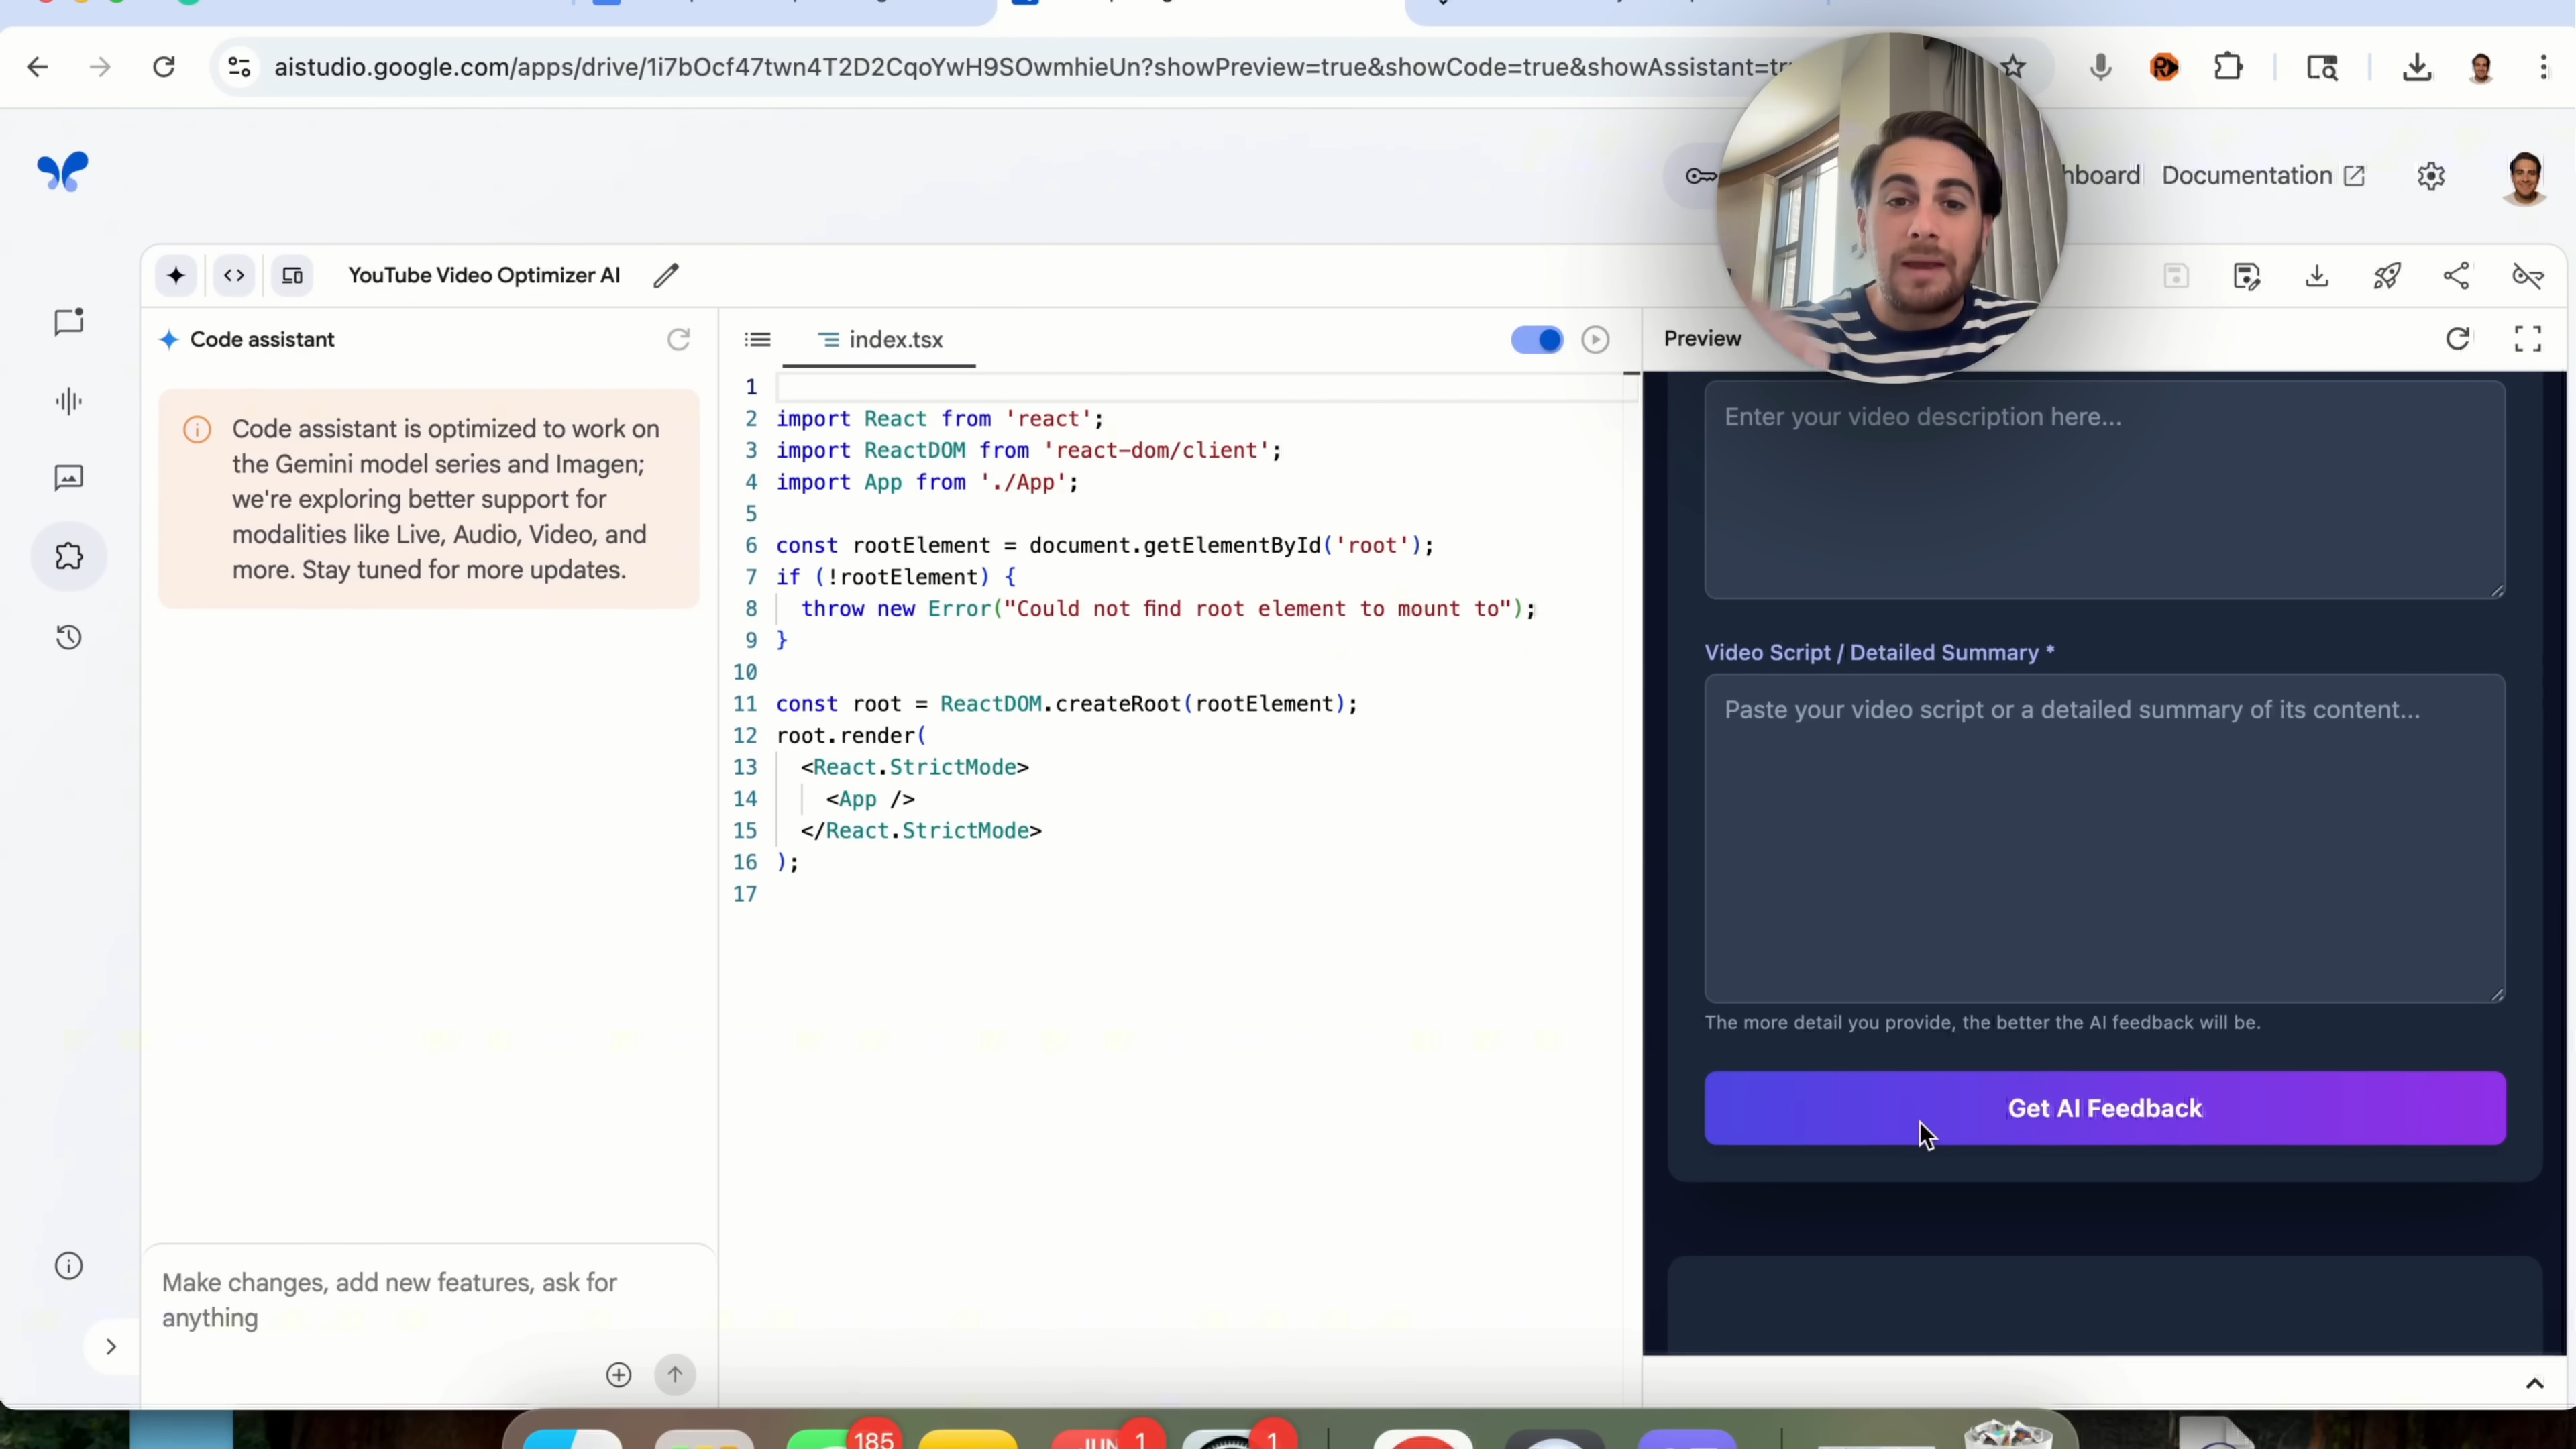 aistudio.google.com/apps/drive/1i7bOcf47twn4T2D2CqoYwH9SOwmhieUn?showPreview=true&showCode=true&showAssistant=tr
hboard
Documentation
YouTube Video Optimizer AI
Code assistant
index.tsx
Preview
Code assistant is optimized to work on
the Gemini model series and Imagen;
we're exploring better support for
modalities like Live, Audio, Video, and
more. Stay tuned for more updates.
Make changes, add new features, ask for
anything
1
2 import React from 'react';
3 import ReactDOM from 'react-dom/client';
4 import App from './App';
5
6 const rootElement = document.getElementById('root');
7 if (!rootElement) {
8 throw new Error("Could not find root element to mount to");
9 }
10
11 const root = ReactDOM.createRoot(rootElement);
12 root.render(
13 <React.StrictMode>
14 <App />
15 </React.StrictMode>
16 );
17
Enter your video description here...
Video Script / Detailed Summary *
Paste your video script or a detailed summary of its content...
The more detail you provide, the better the AI feedback will be.
Get AI Feedback
185
JUN
1
1